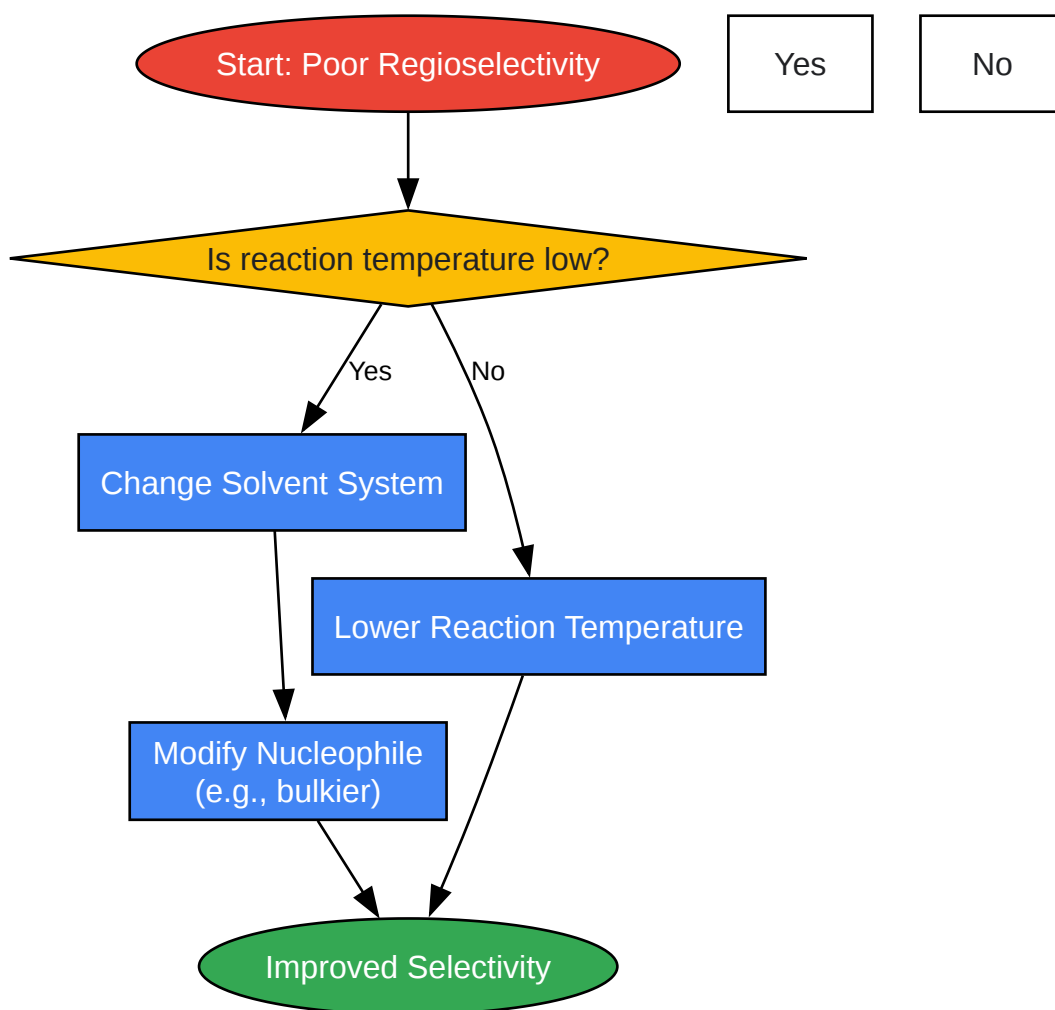 Start: Poor Regioselectivity
Yes
No
Is reaction temperature low?
Yes
No
Change Solvent System
Lower Reaction Temperature
Modify Nucleophile
(e.g., bulkier)
Improved Selectivity